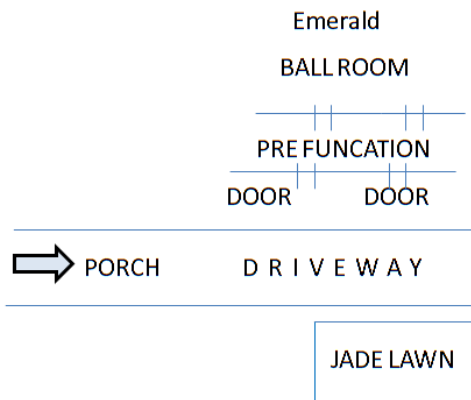 Emerald
BALL ROOM
PRE FUNCATION
DOOR DOOR
PORCH D R I V E W A Y
JADE LAWN